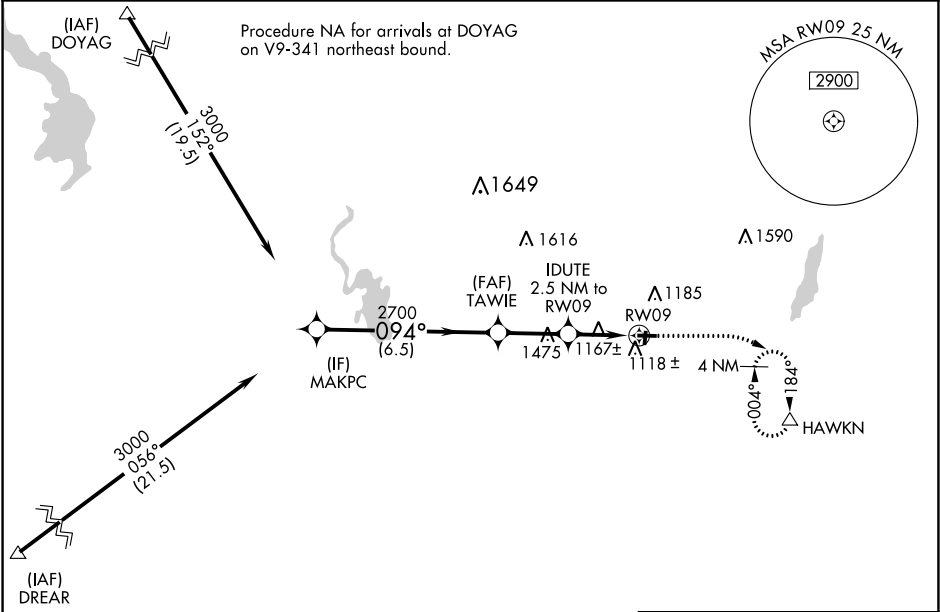 (IAF)
DOYAG
Procedure NA for arrivals at DOYAG
on V9-341 northeast bound.
MSA RW09 25 NM
2900
3000
152°
(19.5)
1649
1616
1590
IDUTE
2.5 NM to
RW09
(FAF)
TAWIE
1185
RW09
2700
094°
(6.5)
1475
1167±
1118 ±
4 NM
004°
184°
HAWKN
(IF)
MAKPC
3000
056°
(21.5)
(IAF)
DREAR